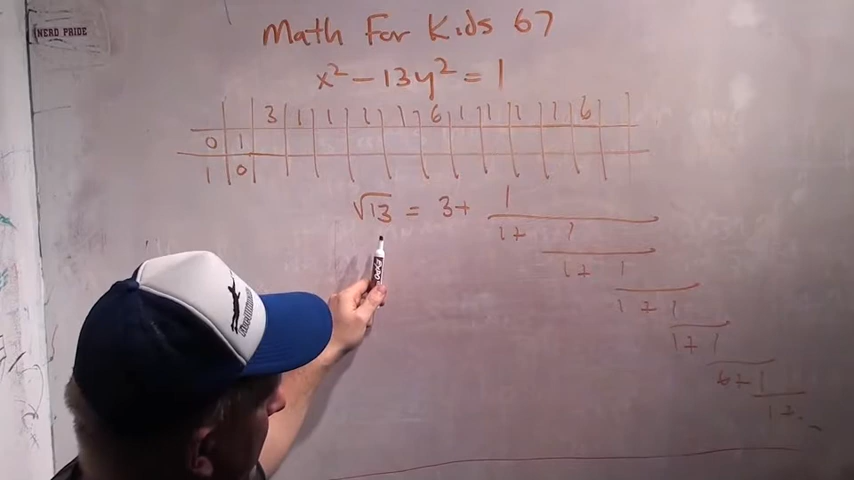 NERD PRIDE
Math For Kids 67
x² - 13y² = 1
3 1 1 1 1 6 1 1 1 1 6
0 1
1 0
√13 = 3+ 1
1+ 1
1+ 1
1+ 1
1+ 1
6+ 1
1+...